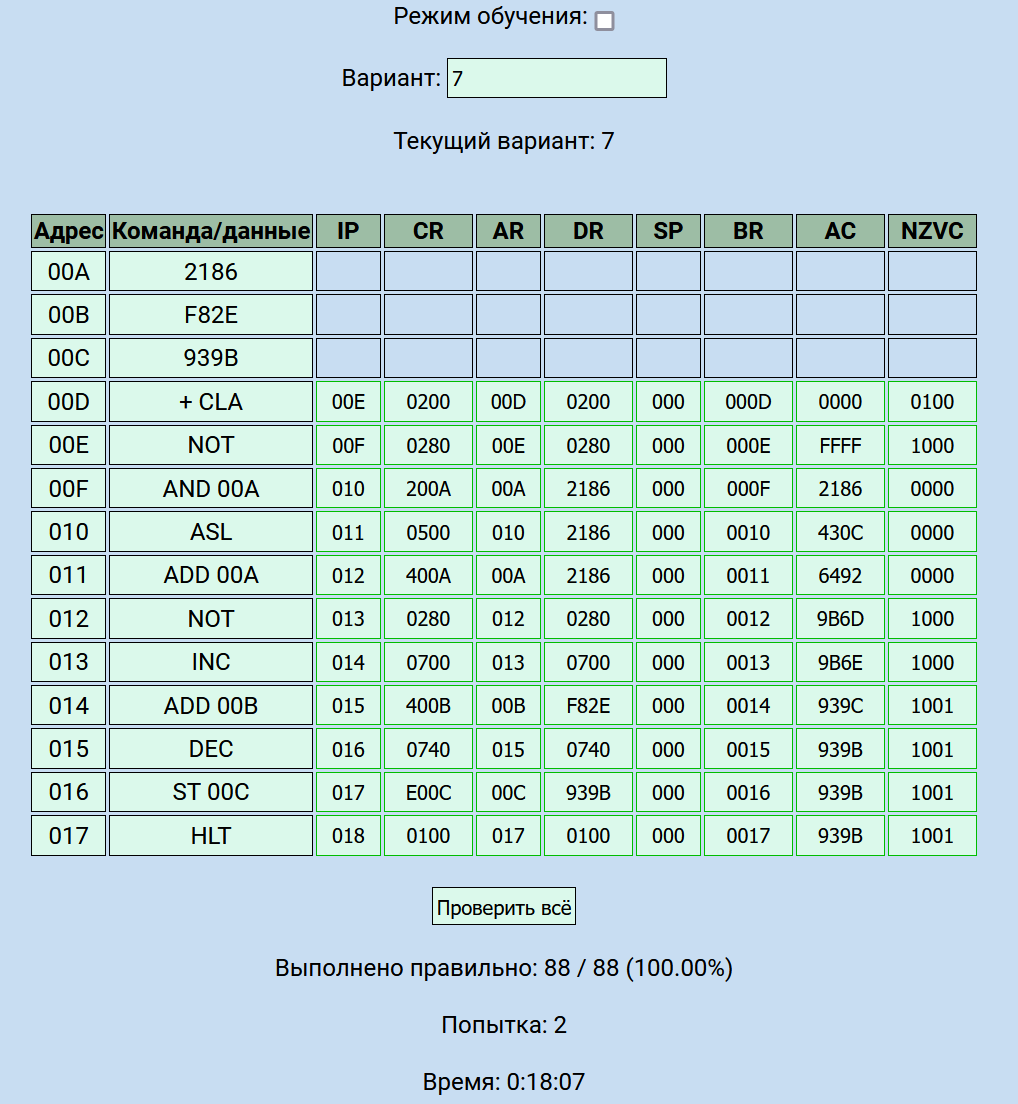 Режим обучения:
Вариант: 7
Текущий вариант: 7
Адрес Команда/данные IP CR AR DR SP BR AC NZVC
00A 2186
00B F82E
00C 939B
00D + CLA 00E 0200 00D 0200 000 000D 0000 0100
00E NOT 00F 0280 00E 0280 000 000E FFFF 1000
00F AND 00A 010 200A 00A 2186 000 000F 2186 0000
010 ASL 011 0500 010 2186 000 0010 430C 0000
011 ADD 00A 012 400A 00A 2186 000 0011 6492 0000
012 NOT 013 0280 012 0280 000 0012 9B6D 1000
013 INC 014 0700 013 0700 000 0013 9B6E 1000
014 ADD 00B 015 400B 00B F82E 000 0014 939C 1001
015 DEC 016 0740 015 0740 000 0015 939B 1001
016 ST 00C 017 E00C 00C 939B 000 0016 939B 1001
017 HLT 018 0100 017 0100 000 0017 939B 1001
Проверить всё
Выполнено правильно: 88 / 88 (100.00%)
Попытка: 2
Время: 0:18:07